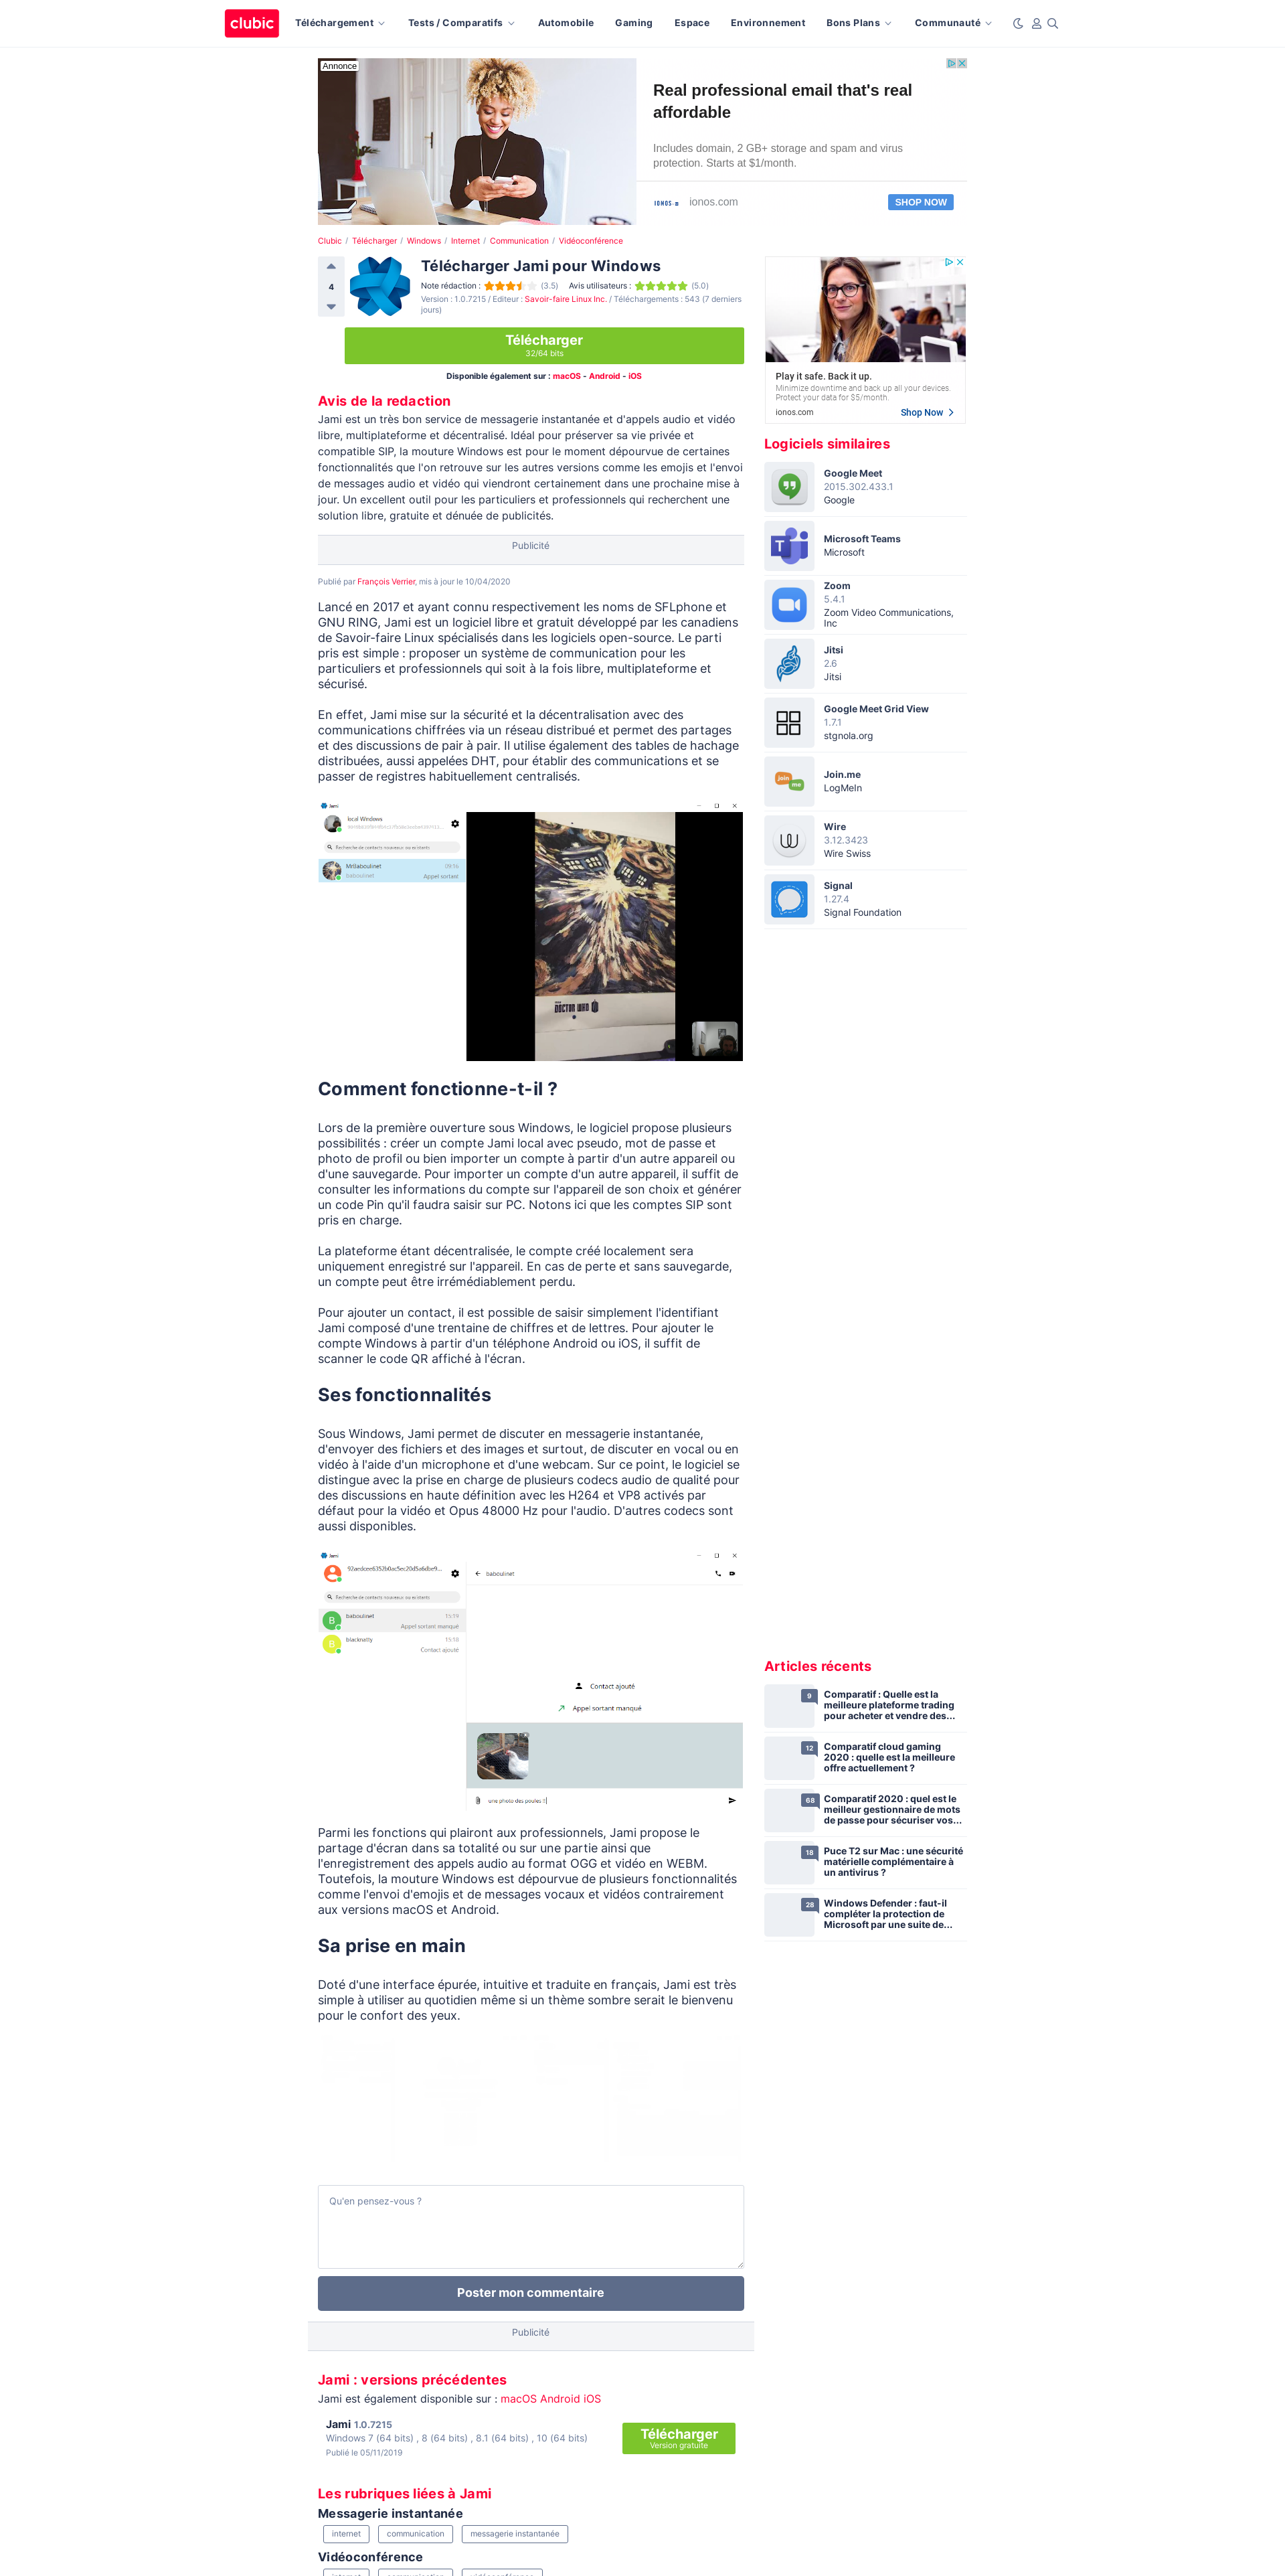 clubic
Téléchargement
Tests / Comparatifs
Automobile
Gaming
Espace
Environnement
Bons Plans
Communauté
Annonce
Real professional email that's real
affordable
Includes domain, 2 GB+ storage and spam and virus
protection. Starts at $1/month.
IONOS
ionos.com
SHOP NOW
Clubic / Télécharger / Windows / Internet / Communication / Vidéoconférence
4
Télécharger Jami pour Windows
Note rédaction : (3.5) Avis utilisateurs : (5.0)
Version : 1.0.7215 / Editeur : Savoir-faire Linux Inc. / Téléchargements : 543 (7 derniers
jours)
Télécharger
32/64 bits
Disponible également sur : macOS - Android - iOS
Avis de la redaction
Jami est un très bon service de messagerie instantanée et d'appels audio et vidéo
libre, multiplateforme et décentralisé. Idéal pour préserver sa vie privée et
compatible SIP, la mouture Windows est pour le moment dépourvue de certaines
fonctionnalités que l'on retrouve sur les autres versions comme les emojis et l'envoi
de messages audio et vidéo qui viendront certainement dans une prochaine mise à
jour. Un excellent outil pour les particuliers et professionnels qui recherchent une
solution libre, gratuite et dénuée de publicités.
Publicité
Publié par François Verrier, mis à jour le 10/04/2020
Lancé en 2017 et ayant connu respectivement les noms de SFLphone et
GNU RING, Jami est un logiciel libre et gratuit développé par les canadiens
de Savoir-faire Linux spécialisés dans les logiciels open-source. Le parti
pris est simple : proposer un système de communication pour les
particuliers et professionnels qui soit à la fois libre, multiplateforme et
sécurisé.
En effet, Jami mise sur la sécurité et la décentralisation avec des
communications chiffrées via un réseau distribué et permet des partages
et des discussions de pair à pair. Il utilise également des tables de hachage
distribuées, aussi appelées DHT, pour établir des communications et se
passer de registres habituellement centralisés.
Jami
local Windows
Recherche de contacts nouveaux ou existants
Mrllaboulinet 09:16
baboulinet Appel sortant
DOCTOR WHO
Comment fonctionne-t-il ?
Lors de la première ouverture sous Windows, le logiciel propose plusieurs
possibilités : créer un compte Jami local avec pseudo, mot de passe et
photo de profil ou bien importer un compte à partir d'un autre appareil ou
d'une sauvegarde. Pour importer un compte d'un autre appareil, il suffit de
consulter les informations du compte sur l'appareil de son choix et générer
un code Pin qu'il faudra saisir sur PC. Notons ici que les comptes SIP sont
pris en charge.
La plateforme étant décentralisée, le compte créé localement sera
uniquement enregistré sur l'appareil. En cas de perte et sans sauvegarde,
un compte peut être irrémédiablement perdu.
Pour ajouter un contact, il est possible de saisir simplement l'identifiant
Jami composé d'une trentaine de chiffres et de lettres. Pour ajouter le
compte Windows à partir d'un téléphone Android ou iOS, il suffit de
scanner le code QR affiché à l'écran.
Ses fonctionnalités
Sous Windows, Jami permet de discuter en messagerie instantanée,
d'envoyer des fichiers et des images et surtout, de discuter en vocal ou en
vidéo à l'aide d'un microphone et d'une webcam. Sur ce point, le logiciel se
distingue avec la prise en charge de plusieurs codecs audio de qualité pour
des discussions en haute définition avec les H264 et VP8 activés par
défaut pour la vidéo et Opus 48000 Hz pour l'audio. D'autres codecs sont
aussi disponibles.
Jami
baboulinet
Recherche de contacts nouveaux ou existants
B baboulinet 15:19
Appel sortant manqué
B blacknally 15:18
Contact ajouté
Contact ajouté
Appel sortant manqué
une photo des poules !
Parmi les fonctions qui plairont aux professionnels, Jami propose le
partage d'écran dans sa totalité ou sur une partie ainsi que
l'enregistrement des appels audio au format OGG et vidéo en WEBM.
Toutefois, la mouture Windows est dépourvue de plusieurs fonctionnalités
comme l'envoi d'emojis et de messages vocaux et vidéos contrairement
aux versions macOS et Android.
Sa prise en main
Doté d'une interface épurée, intuitive et traduite en français, Jami est très
simple à utiliser au quotidien même si un thème sombre serait le bienvenu
pour le confort des yeux.
Qu'en pensez-vous ?
Poster mon commentaire
Publicité
Jami : versions précédentes
Jami est également disponible sur : macOS Android iOS
Jami 1.0.7215
Windows 7 (64 bits) , 8 (64 bits) , 8.1 (64 bits) , 10 (64 bits)
Publié le 05/11/2019
Télécharger
Version gratuite
Les rubriques liées à Jami
Messagerie instantanée
internet
communication
messagerie instantanée
Vidéoconférence
Play it safe. Back it up.
Minimize downtime and back up all your devices.
Protect your data for $5/month.
ionos.com
Shop Now
Logiciels similaires
Google Meet
2015.302.433.1
Google
Microsoft Teams
Microsoft
Zoom
5.4.1
Zoom Video Communications,
Inc
Jitsi
2.6
Jitsi
Google Meet Grid View
1.7.1
stgnola.org
join
me
Join.me
LogMeIn
Wire
3.12.3423
Wire Swiss
Signal
1.27.4
Signal Foundation
Articles récents
9
Comparatif : Quelle est la
meilleure plateforme trading
pour acheter et vendre des...
12
Comparatif cloud gaming
2020 : quelle est la meilleure
offre actuellement ?
68
Comparatif 2020 : quel est le
meilleur gestionnaire de mots
de passe pour sécuriser vos...
18
Puce T2 sur Mac : une sécurité
matérielle complémentaire à
un antivirus ?
28
Windows Defender : faut-il
compléter la protection de
Microsoft par une suite de...